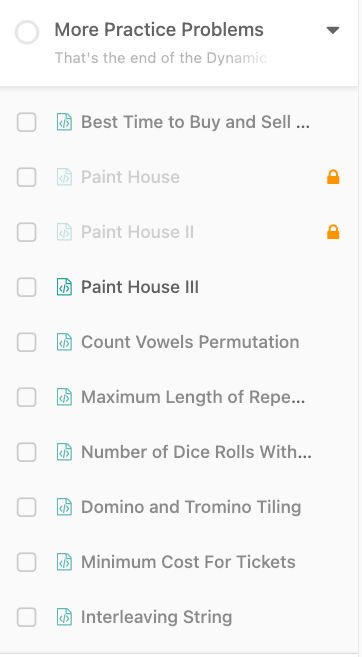 More Practice Problems
That's the end of the Dynamic
Best Time to Buy and Sell ...
Paint House
Paint House II
Paint House III
Count Vowels Permutation
Maximum Length of Repe...
Number of Dice Rolls With...
Domino and Tromino Tiling
Minimum Cost For Tickets
Interleaving String